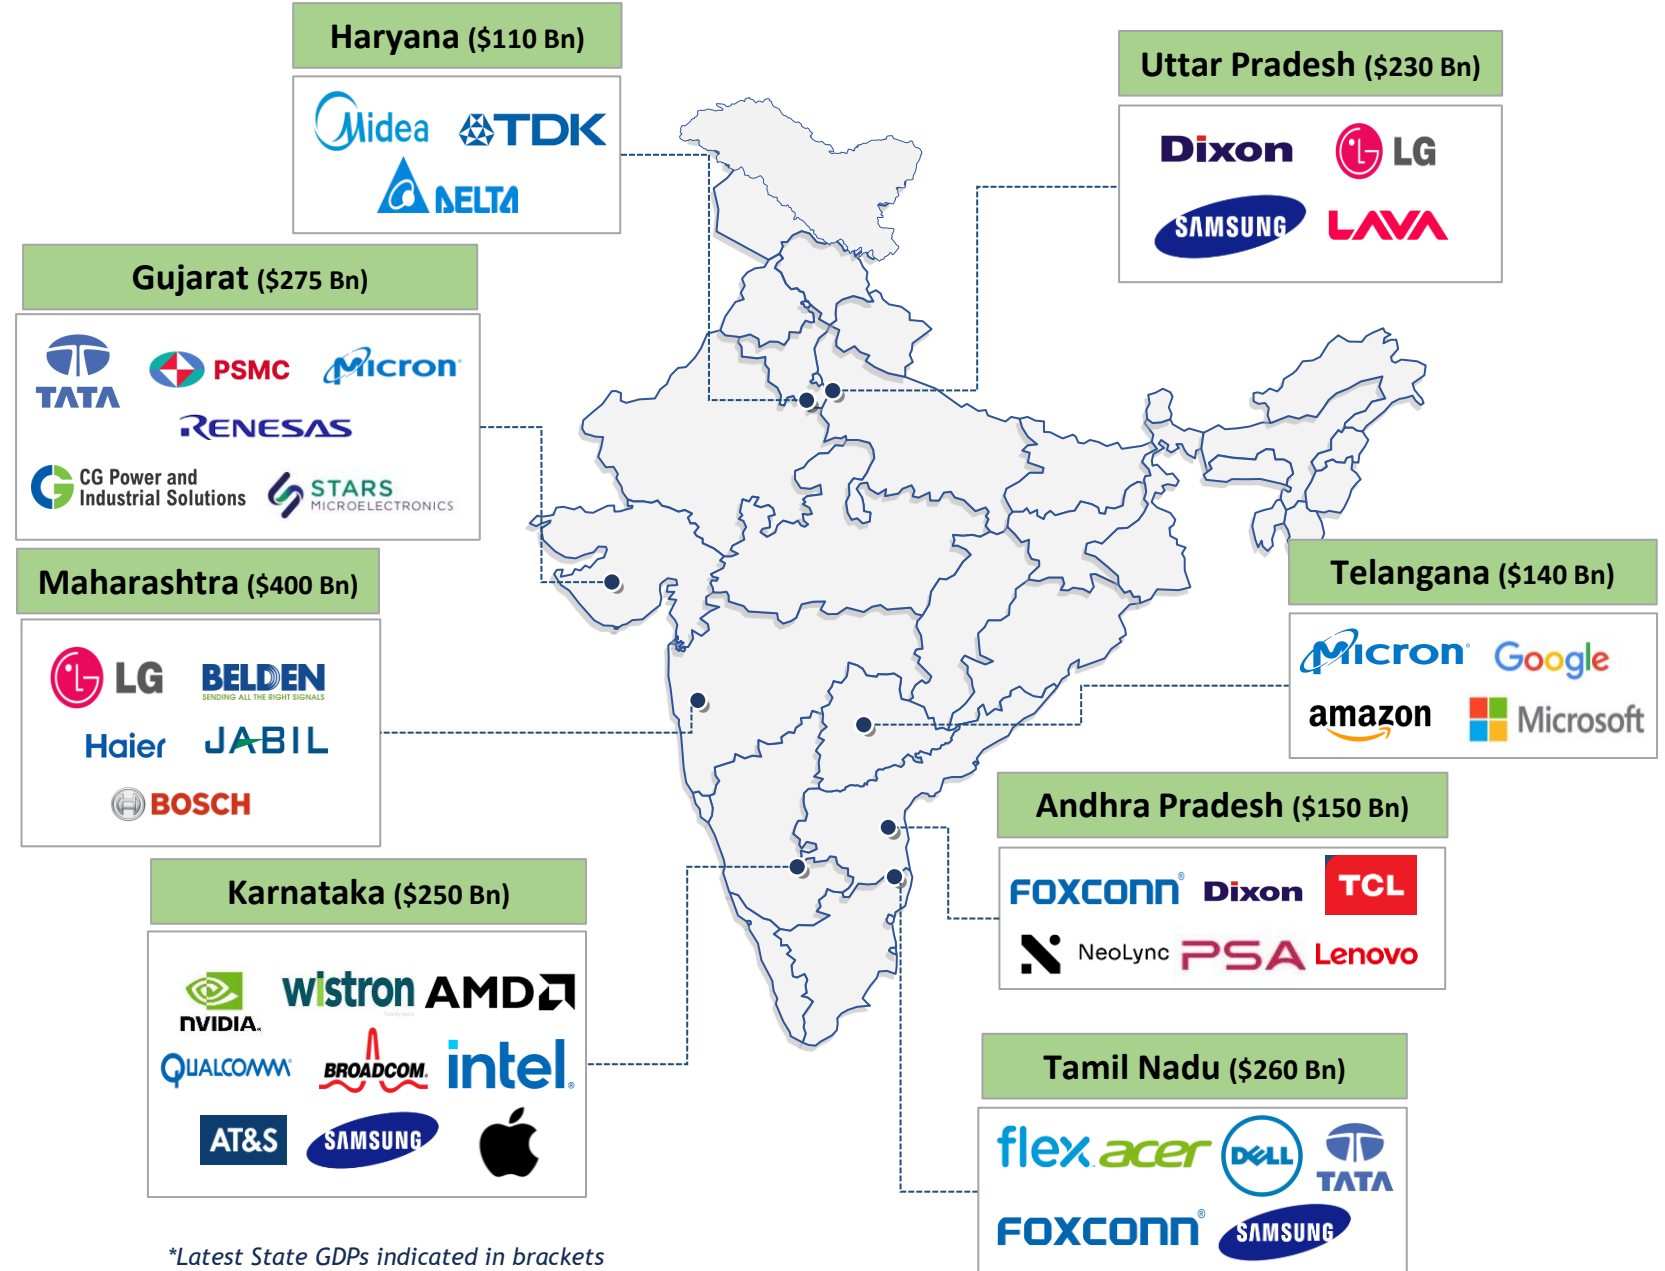 Haryana ($110 Bn)
Midea
TDK
DELTA
Uttar Pradesh ($230 Bn)
Dixon
LG
SAMSUNG
LAVA
Gujarat ($275 Bn)
TATA
PSMC
Micron
RENESAS
CG Power and
Industrial Solutions
STARS
MICROELECTRONICS
Maharashtra ($400 Bn)
LG
BELDEN
SENDING ALL THE RIGHT SIGNALS
Haier
JABIL
BOSCH
Telangana ($140 Bn)
Micron
Google
amazon
Microsoft
Andhra Pradesh ($150 Bn)
FOXCONN®
Dixon
TCL
NeoLync
PSA
Lenovo
Karnataka ($250 Bn)
NVIDIA.
wistron
AMD
QUALCOMM®
BROADCOM.
intel.
AT&S
SAMSUNG
Tamil Nadu ($260 Bn)
flex.
acer
DELL
TATA
FOXCONN®
SAMSUNG
*Latest State GDPs indicated in brackets